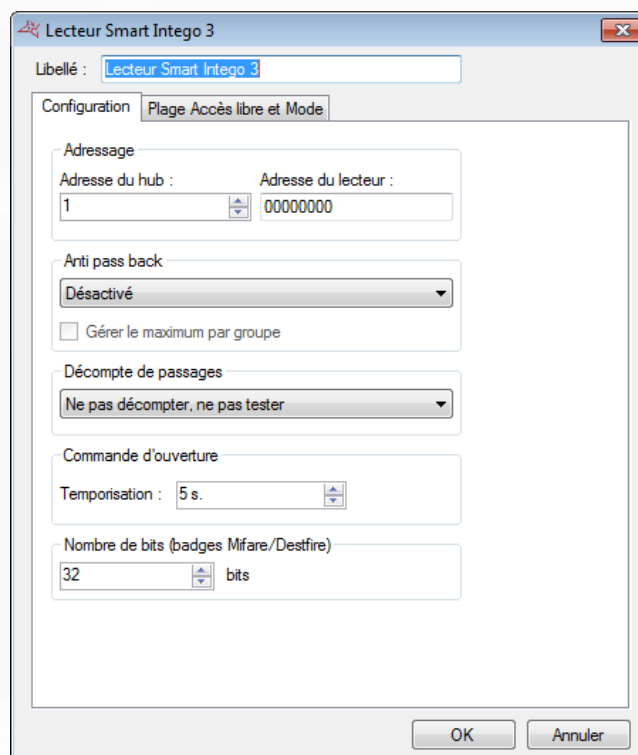 Lecteur Smart Intego 3
Libellé : Lecteur Smart Intego 3
Configuration Plage Accès libre et Mode
Adressage
Adresse du hub : Adresse du lecteur :
1 00000000
Anti pass back
Désactivé
Gérer le maximum par groupe
Décompte de passages
Ne pas décompter, ne pas tester
Commande d'ouverture
Temporisation : 5 s.
Nombre de bits (badges Mifare/Destfire)
32 bits
OK Annuler